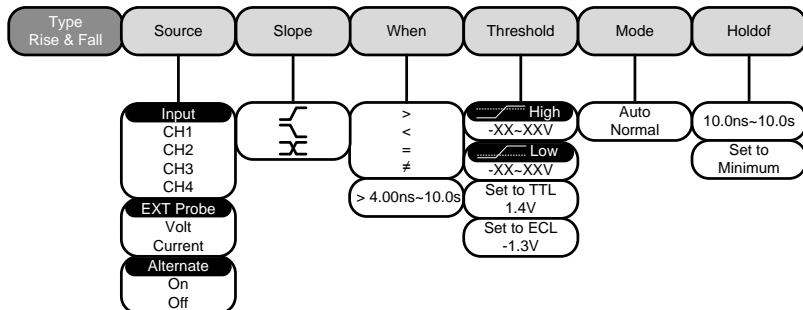 Type
Rise & Fall
Source
Slope
When
Threshold
Mode
Holdof
Input
CH1
CH2
CH3
CH4
EXT Probe
Volt
Current
Alternate
On
Off
>
<
=
≠
> 4.00ns~10.0s
High
-XX~XXV
Low
-XX~XXV
Set to TTL
1.4V
Set to ECL
-1.3V
Auto
Normal
10.0ns~10.0s
Set to
Minimum